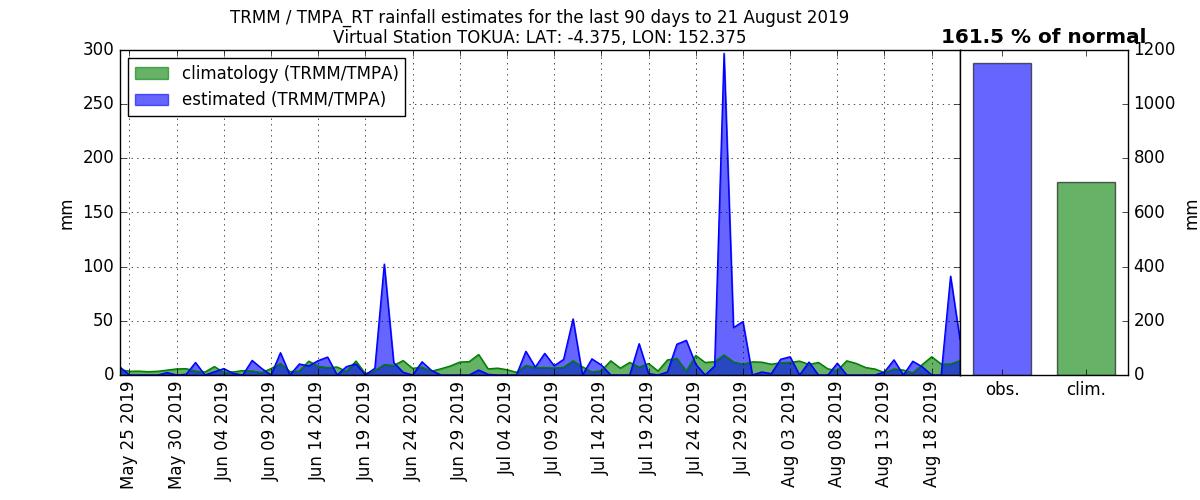 TRMM / TMPA_RT rainfall estimates for the last 90 days to 21 August 2019
Virtual Station TOKUA: LAT: -4.375, LON: 152.375
161.5 % of normal
climatology (TRMM/TMPA)
estimated (TRMM/TMPA)
300
250
200
150
100
50
0
mm
May 25 2019
May 30 2019
Jun 04 2019
Jun 09 2019
Jun 14 2019
Jun 19 2019
Jun 24 2019
Jun 29 2019
Jul 04 2019
Jul 09 2019
Jul 14 2019
Jul 19 2019
Jul 24 2019
Jul 29 2019
Aug 03 2019
Aug 08 2019
Aug 13 2019
Aug 18 2019
1200
1000
800
600
400
200
0
mm
obs.
clim.